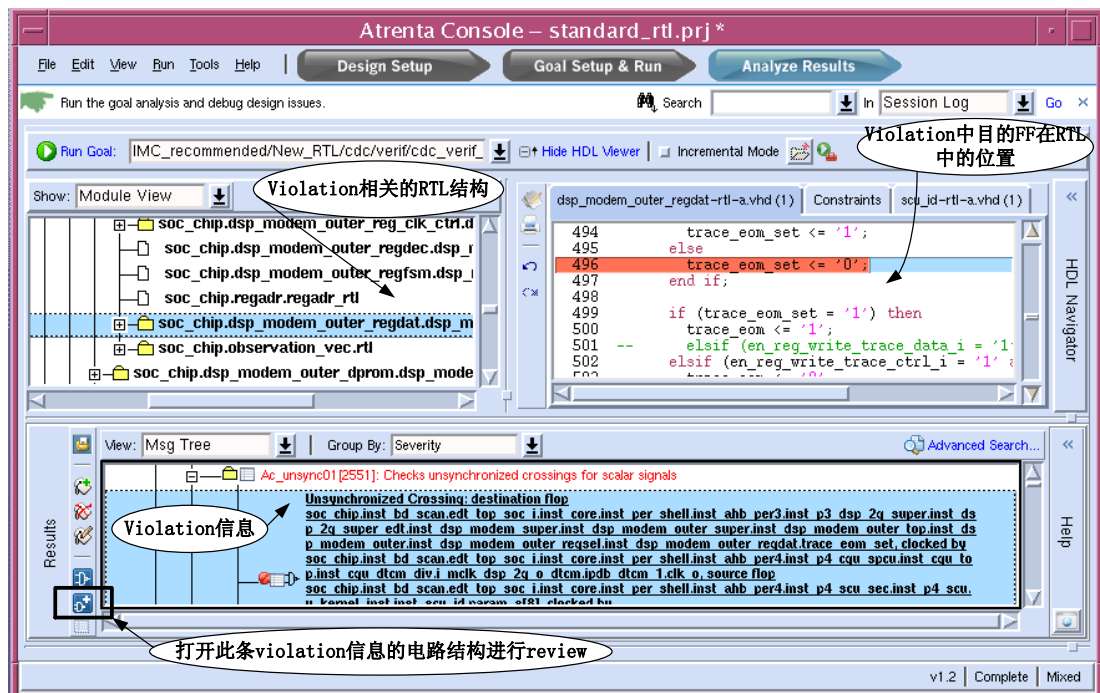 Atrenta Console – standard_rtl.prj *
File Edit View Run Tools Help
Design Setup
Goal Setup & Run
Analyze Results
Run the goal analysis and debug design issues.
Search
In Session Log
Go
Violation中目的FF在RTL
中的位置
Run Goal: IMC_recommended/New_RTL/cdc/verif/cdc_verif_
Hide HDL Viewer
Incremental Mode
Show: Module View
Violation相关的RTL结构
soc_chip.dsp_modem_outer_reg_clk_ctrl.d
soc_chip.dsp_modem_outer_regdec.dsp_r
soc_chip.dsp_modem_outer_regfsm.dsp_
soc_chip.regadr.regadr_rtl
soc_chip.dsp_modem_outer_regdat.dsp_m
soc_chip.observation_vec.rtl
soc_chip.dsp_modem_outer_dprom.dsp_mode
dsp_modem_outer_regdat-rtl-a.vhd (1)
Constraints
scu_id-rtl-a.vhd (1)
494 trace_eom_set <= '1';
495 else
496 trace_eom_set <= '0';
497 end if;
498
499 if (trace_eom_set = '1') then
500 trace_eom <= '1';
501 -- elsif (en_reg_write_trace_data_i = '1
502 elsif (en_reg_write_trace_ctrl_i = '1' a
HDL Navigator
View: Msg Tree
Group By: Severity
Advanced Search...
Results
Ac_unsync01[2551]: Checks unsynchronized crossings for scalar signals
Violation信息
Unsynchronized Crossing: destination flop
soc_chip.inst_bd_scan.edt_top_soc_i.inst_core.inst_per_shell.inst_ahb_per3.inst_p3_dsp_2g_super.inst_ds
p_2g_super_edt.inst_dsp_modem_super.inst_dsp_modem_outer_super.inst_dsp_modem_outer_top.inst_ds
p_modem_outer.inst_dsp_modem_outer_regsel.inst_dsp_modem_outer_regdat.trace_eom_set, clocked by
soc_chip.inst_bd_scan.edt_top_soc_i.inst_core.inst_per_shell.inst_ahb_per4.inst_p4_cgu_spcu.inst_cgu_to
p.inst_cgu_dtcm_div.i_mclk_dsp_2g_o_dtcm.ipdb_dtcm_1.clk_o, source flop
soc_chip.inst_bd_scan.edt_top_soc_i.inst_core.inst_per_shell.inst_ahb_per4.inst_p4_scu_sec.inst_p4_scu.
u_kernel_inst.inst_scu_id.param_s[8], clocked by
Help
打开此条violation信息的电路结构进行review
v1.2 Complete Mixed